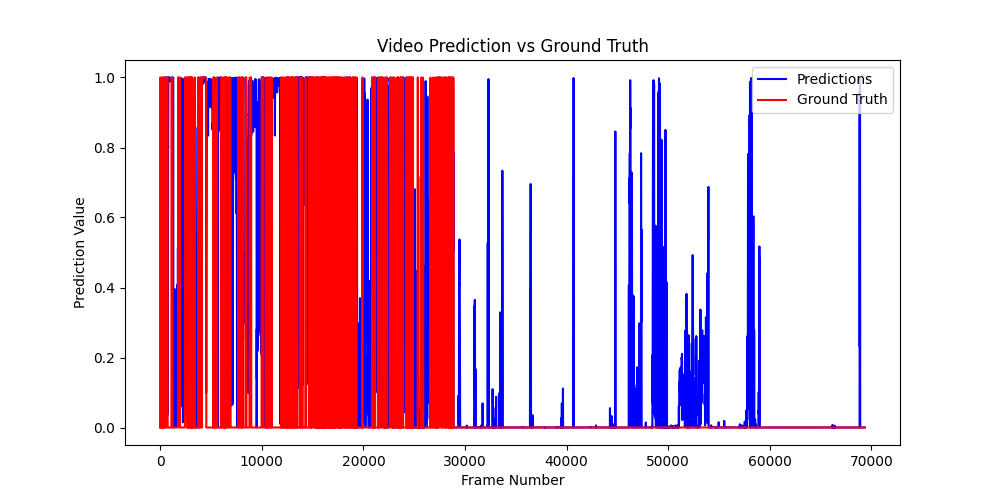 Video Prediction vs Ground Truth
Predictions
Ground Truth
Prediction Value
1.0
0.8
0.6
0.4
0.2
0.0
0
10000
20000
30000
40000
50000
60000
70000
Frame Number